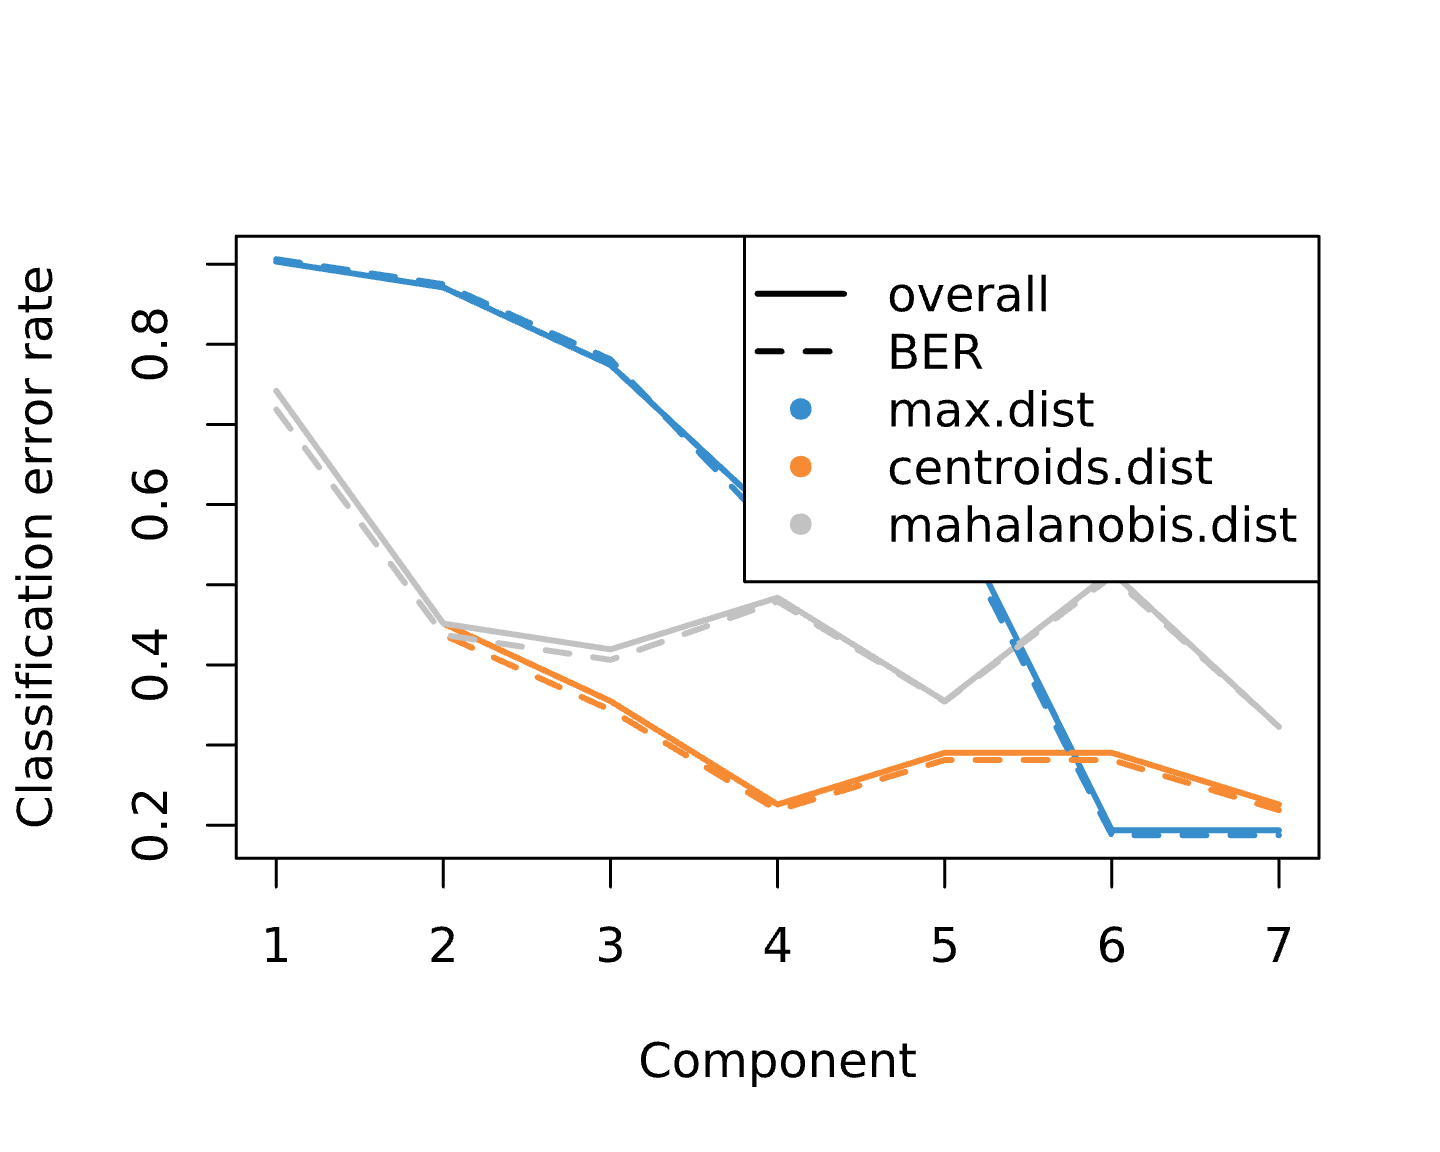 Classification error rate
0.8
0.6
0.4
0.2
overall
BER
max.dist
centroids.dist
mahalanobis.dist
1 2 3 4 5 6 7
Component